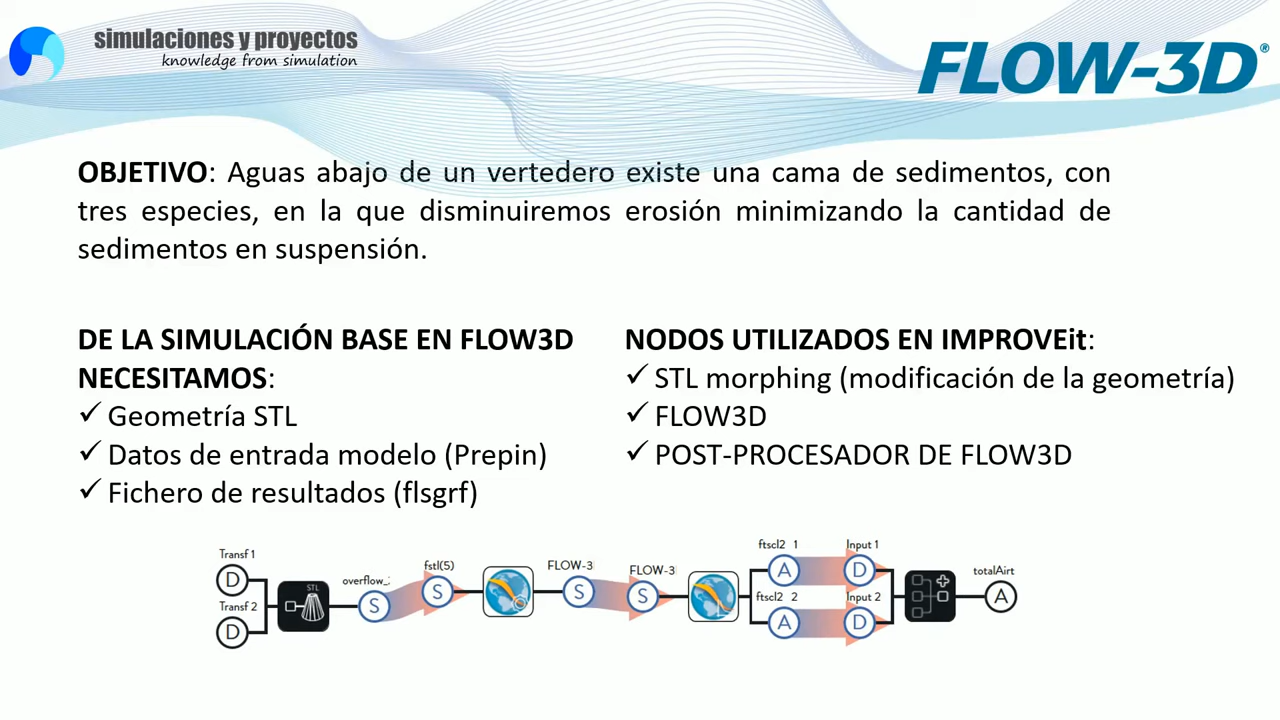 simulaciones y proyectos
knowledge from simulation
FLOW-3D®
OBJETIVO: Aguas abajo de un vertedero existe una cama de sedimentos, con
tres especies, en la que disminuiremos erosión minimizando la cantidad de
sedimentos en suspensión.
DE LA SIMULACIÓN BASE EN FLOW3D
NECESITAMOS:
✓ Geometría STL
✓ Datos de entrada modelo (Prepin)
✓ Fichero de resultados (flsgrf)
NODOS UTILIZADOS EN IMPROVEit:
✓ STL morphing (modificación de la geometría)
✓ FLOW3D
✓ POST-PROCESADOR DE FLOW3D
Transf 1
D
Transf 2
D
STL
overflow_
S
fstl(5)
S
FLOW-3
S
FLOW-3
S
ftscl2 1
A
ftscl2 2
A
Input 1
D
Input 2
D
totalAirt
A